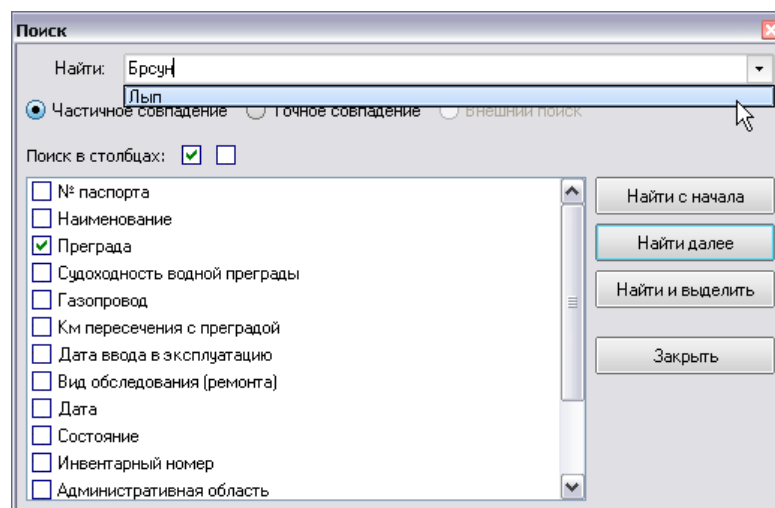 Поиск
Найти: Брсун
Лып
Частичное совпадение Точное совпадение Внешний поиск
Поиск в столбцах:
№ паспорта
Наименование
Преграда
Судоходность водной преграды
Газопровод
Км пересечения с преградой
Дата ввода в эксплуатацию
Вид обследования (ремонта)
Дата
Состояние
Инвентарный номер
Административная область
Найти с начала
Найти далее
Найти и выделить
Закрыть